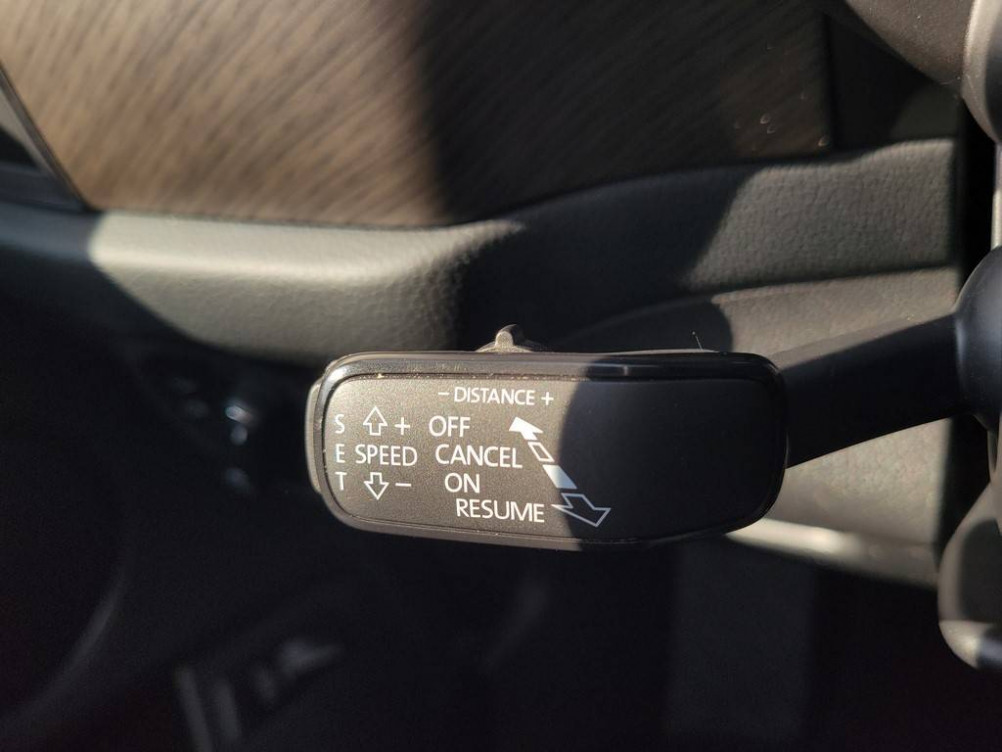 - DISTANCE +
S + OFF
E SPEED CANCEL
T - ON
RESUME